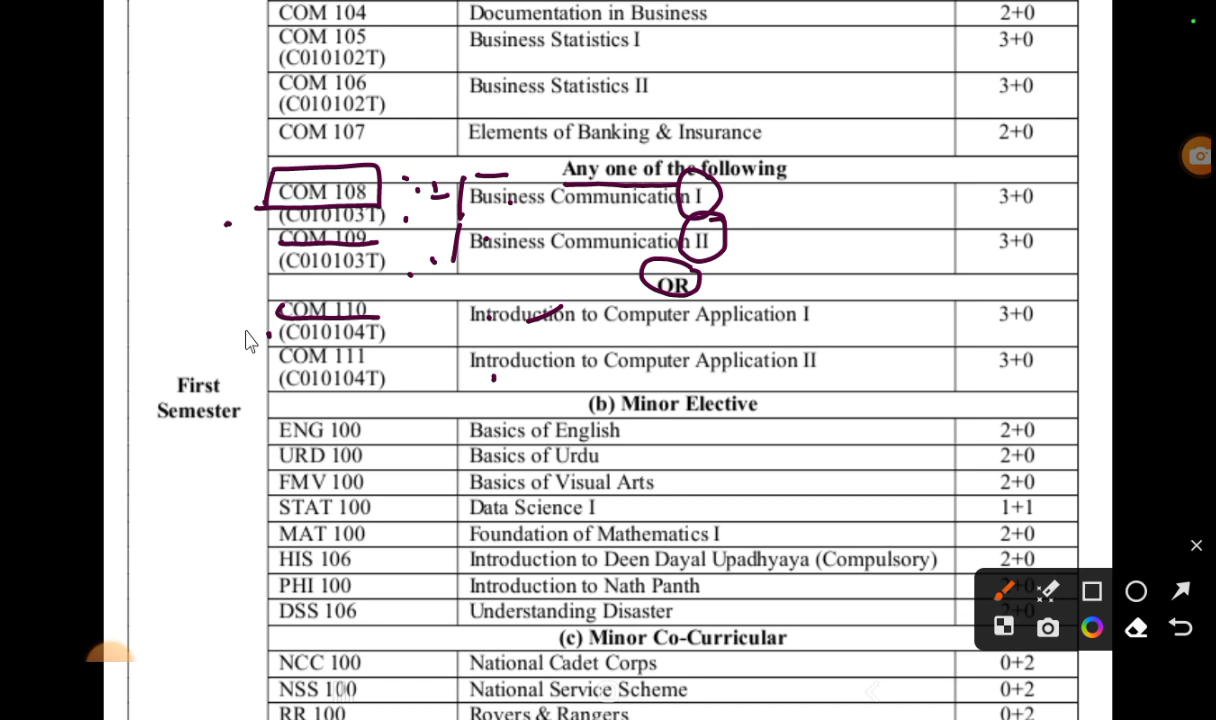 COM 104 Documentation in Business 2+0
COM 105 Business Statistics I 3+0
(C010102T)
COM 106 Business Statistics II 3+0
(C010102T)
COM 107 Elements of Banking & Insurance 2+0
Any one of the following
COM 108 Business Communication I 3+0
(C010103T)
COM 109 Business Communication II 3+0
(C010103T)
OR
COM 110 Introduction to Computer Application I 3+0
(C010104T)
COM 111 Introduction to Computer Application II 3+0
(C010104T)
First
Semester
(b) Minor Elective
ENG 100 Basics of English 2+0
URD 100 Basics of Urdu 2+0
FMV 100 Basics of Visual Arts 2+0
STAT 100 Data Science I 1+1
MAT 100 Foundation of Mathematics I 2+0
HIS 106 Introduction to Deen Dayal Upadhyaya (Compulsory) 2+0
PHI 100 Introduction to Nath Panth
DSS 106 Understanding Disaster
(c) Minor Co-Curricular
NCC 100 National Cadet Corps 0+2
NSS 100 National Service Scheme 0+2
RR 100 Rovers & Rangers 0+2